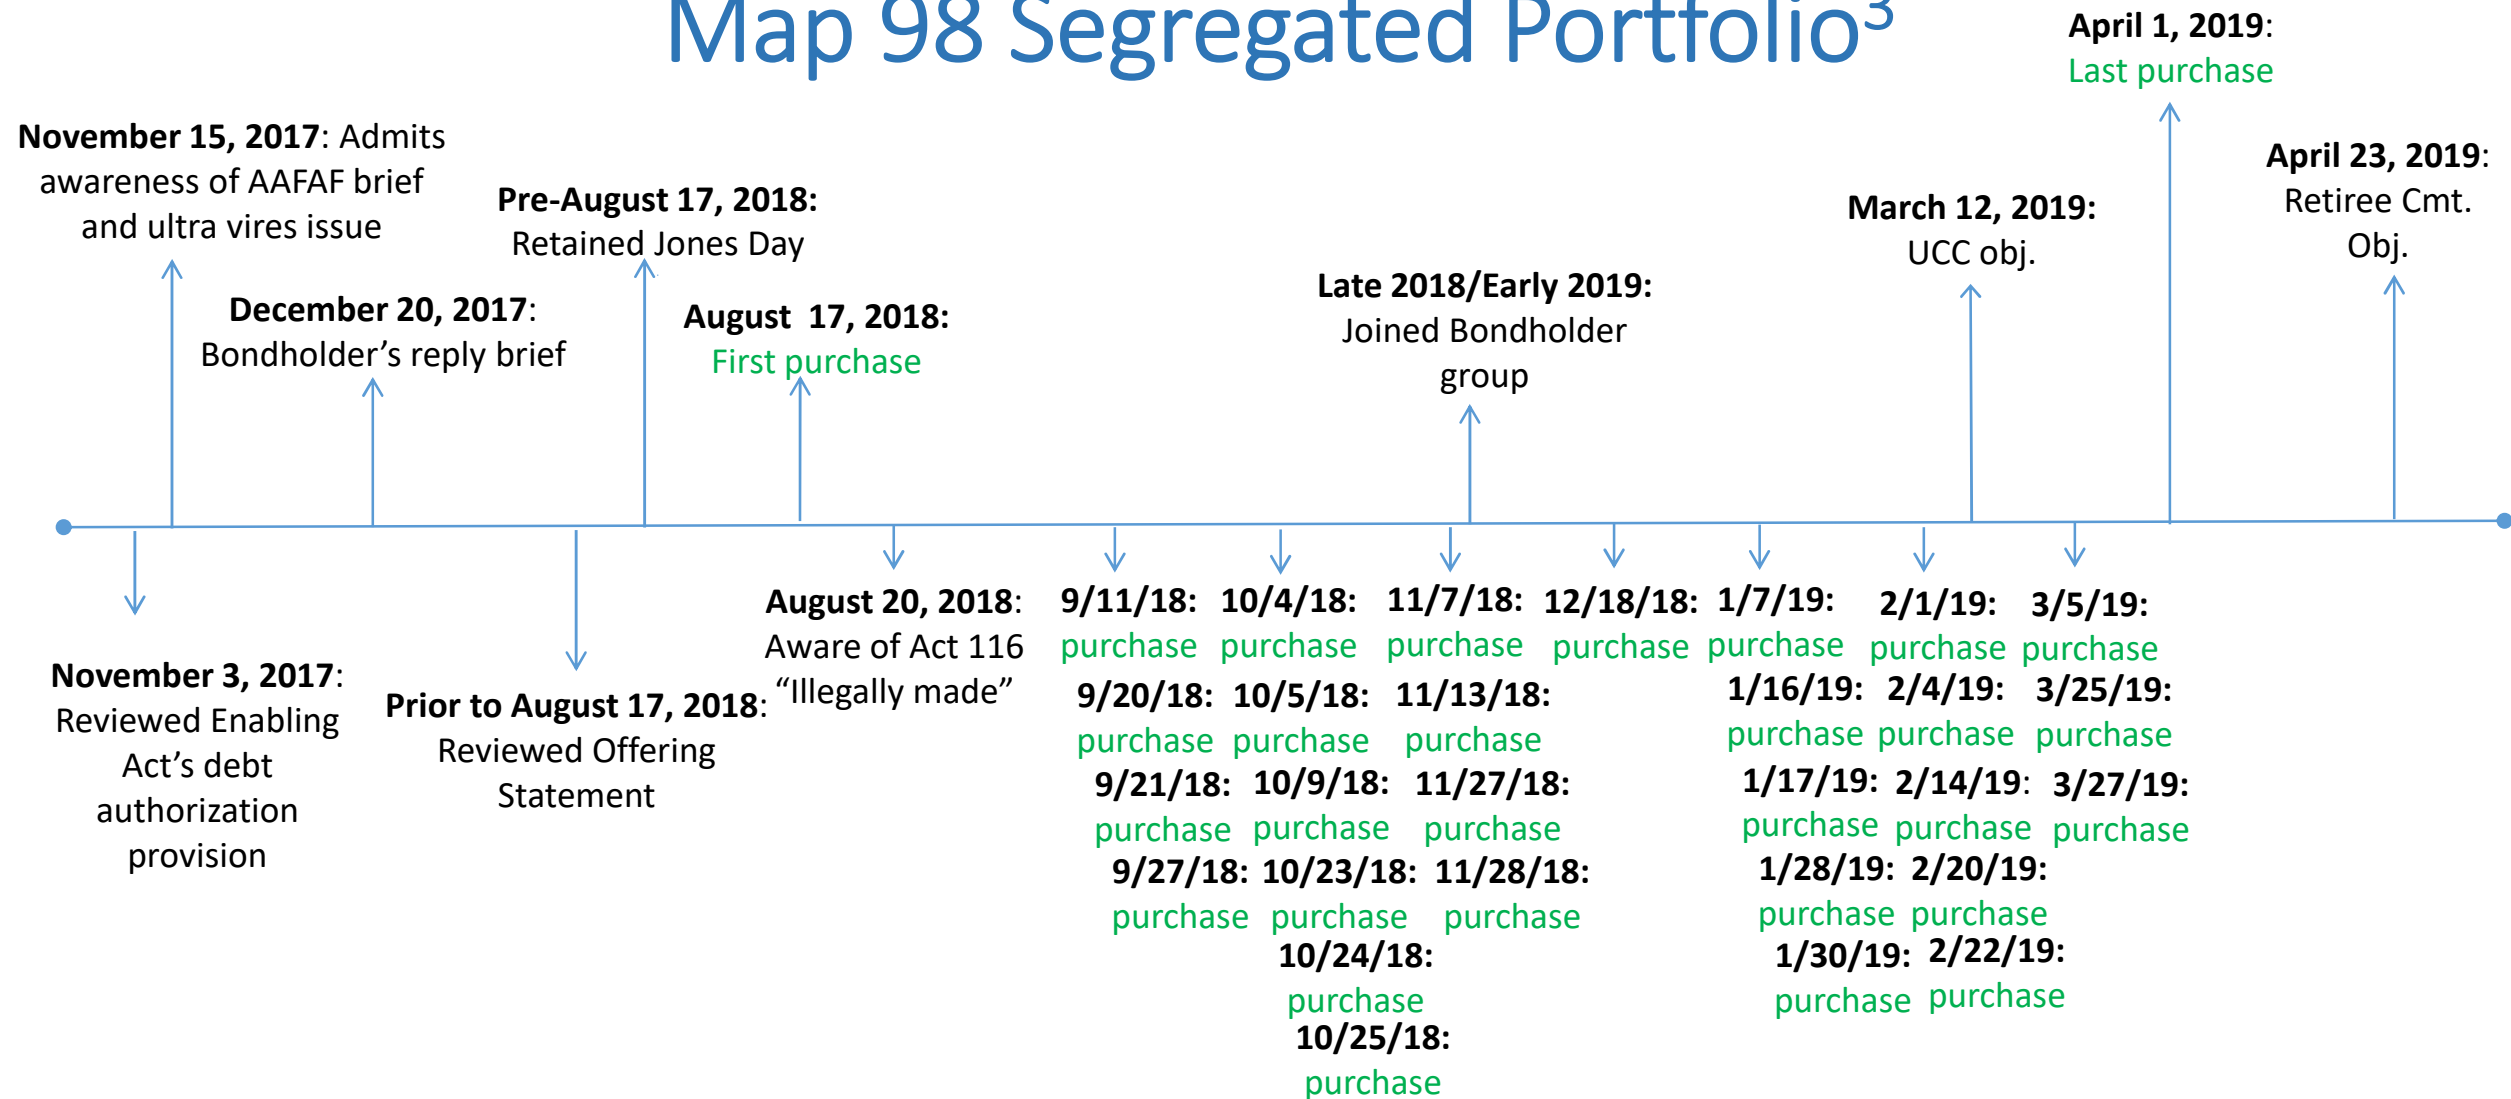 Map 98 Segregated Portfolio³
April 1, 2019:
Last purchase
November 15, 2017: Admits
awareness of AAFAF brief
and ultra vires issue
April 23, 2019:
Retiree Cmt.
Obj.
Pre-August 17, 2018:
Retained Jones Day
March 12, 2019:
UCC obj.
December 20, 2017:
Bondholder’s reply brief
August 17, 2018:
First purchase
Late 2018/Early 2019:
Joined Bondholder
group
November 3, 2017:
Reviewed Enabling
Act’s debt
authorization
provision
Prior to August 17, 2018:
Reviewed Offering
Statement
August 20, 2018:
Aware of Act 116
“Illegally made”
9/11/18:
purchase
9/20/18:
purchase
9/21/18:
purchase
9/27/18:
purchase
10/4/18:
purchase
10/5/18:
purchase
10/9/18:
purchase
10/23/18:
purchase
10/24/18:
purchase
10/25/18:
purchase
11/7/18:
purchase
11/13/18:
purchase
11/27/18:
purchase
11/28/18:
purchase
12/18/18:
purchase
1/7/19:
purchase
1/16/19:
purchase
1/17/19:
purchase
1/28/19:
purchase
1/30/19:
purchase
2/1/19:
purchase
2/4/19:
purchase
2/14/19:
purchase
2/20/19:
purchase
2/22/19:
purchase
3/5/19:
purchase
3/25/19:
purchase
3/27/19:
purchase